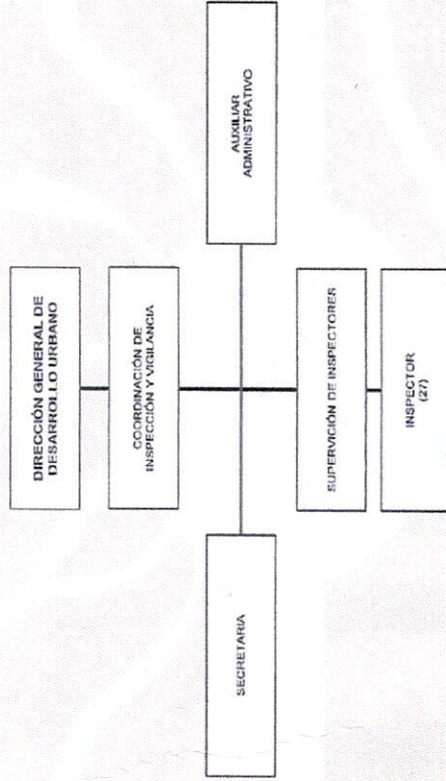 DIRECCIÓN GENERAL DE
DESARROLLO URBANO
COORDINACIÓN DE
INSPECCIÓN Y VIGILANCIA
SECRETARIA
AUXILIAR
ADMINISTRATIVO
SUPERVISIÓN DE INSPECTORES
INSPECTOR
(27)